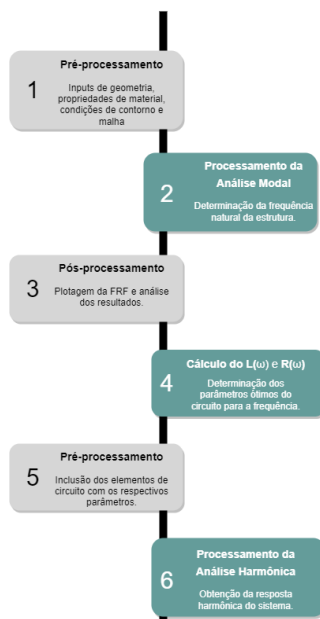 Pré-processamento
1
Inputs de geometria,
propriedades de material,
condições de contorno e
malha
Processamento da
Análise Modal
2
Determinação da frequência
natural da estrutura.
Pós-processamento
3
Plotagem da FRF e análise
dos resultados.
Cálculo do L(ω) e R(ω)
4
Determinação dos
parâmetros ótimos do
circuito para a frequência.
Pré-processamento
5
Inclusão dos elementos de
circuito com os respectivos
parâmetros.
Processamento da
Análise Harmônica
6
Obtenção da resposta
harmônica do sistema.